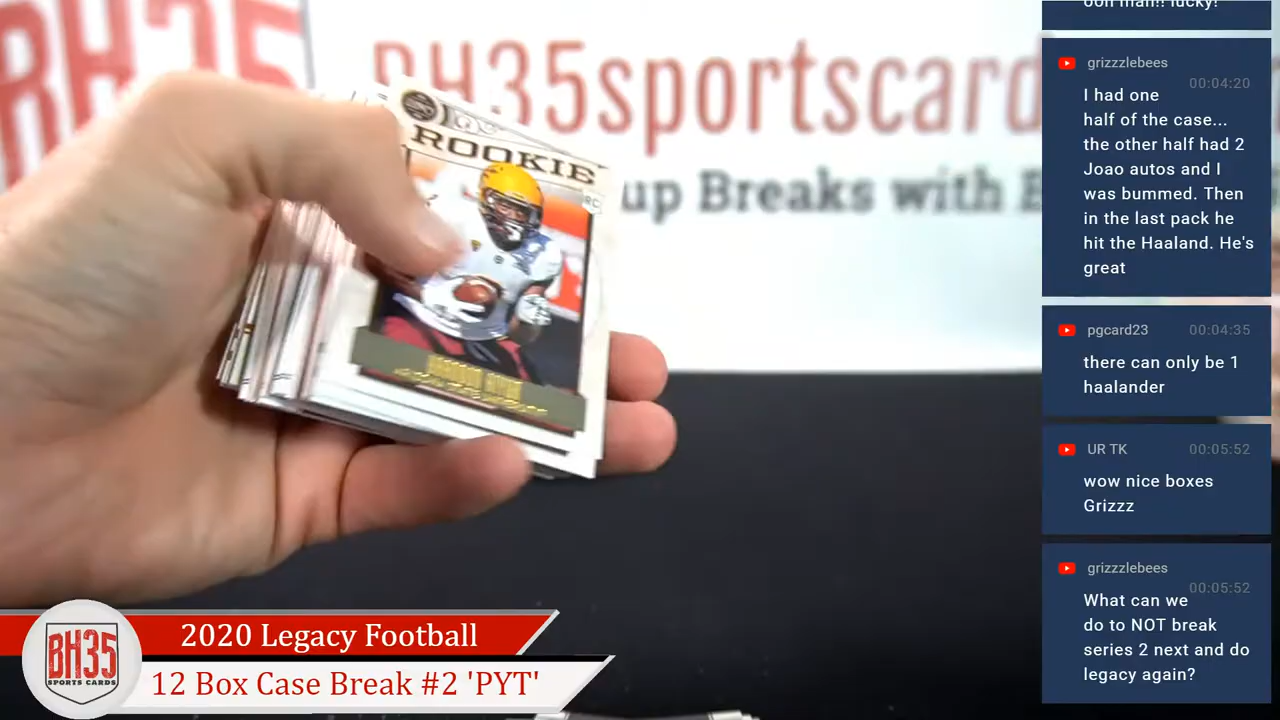 BH35
BH35sportscard
up Breaks with
ROOKIE
RC
ooh man!! lucky!
grizzzlebees
00:04:20
I had one
half of the case...
the other half had 2
Joao autos and I
was bummed. Then
in the last pack he
hit the Haaland. He's
great
pgcard23
00:04:35
there can only be 1
haalander
UR TK
00:05:52
wow nice boxes
Grizzz
grizzzlebees
00:05:52
What can we
do to NOT break
series 2 next and do
legacy again?
BH35
SPORTS CARDS
2020 Legacy Football
12 Box Case Break #2 'PYT'